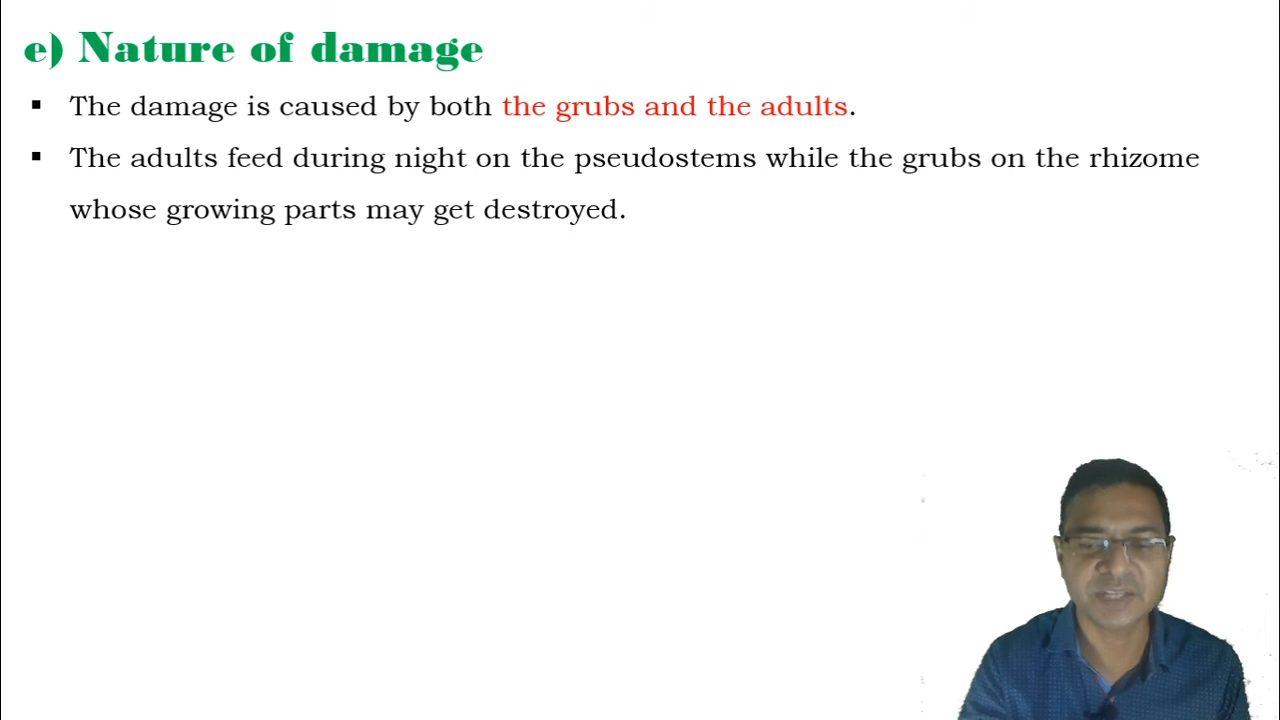 e) Nature of damage
▪ The damage is caused by both the grubs and the adults.
▪ The adults feed during night on the pseudostems while the grubs on the rhizome
whose growing parts may get destroyed.